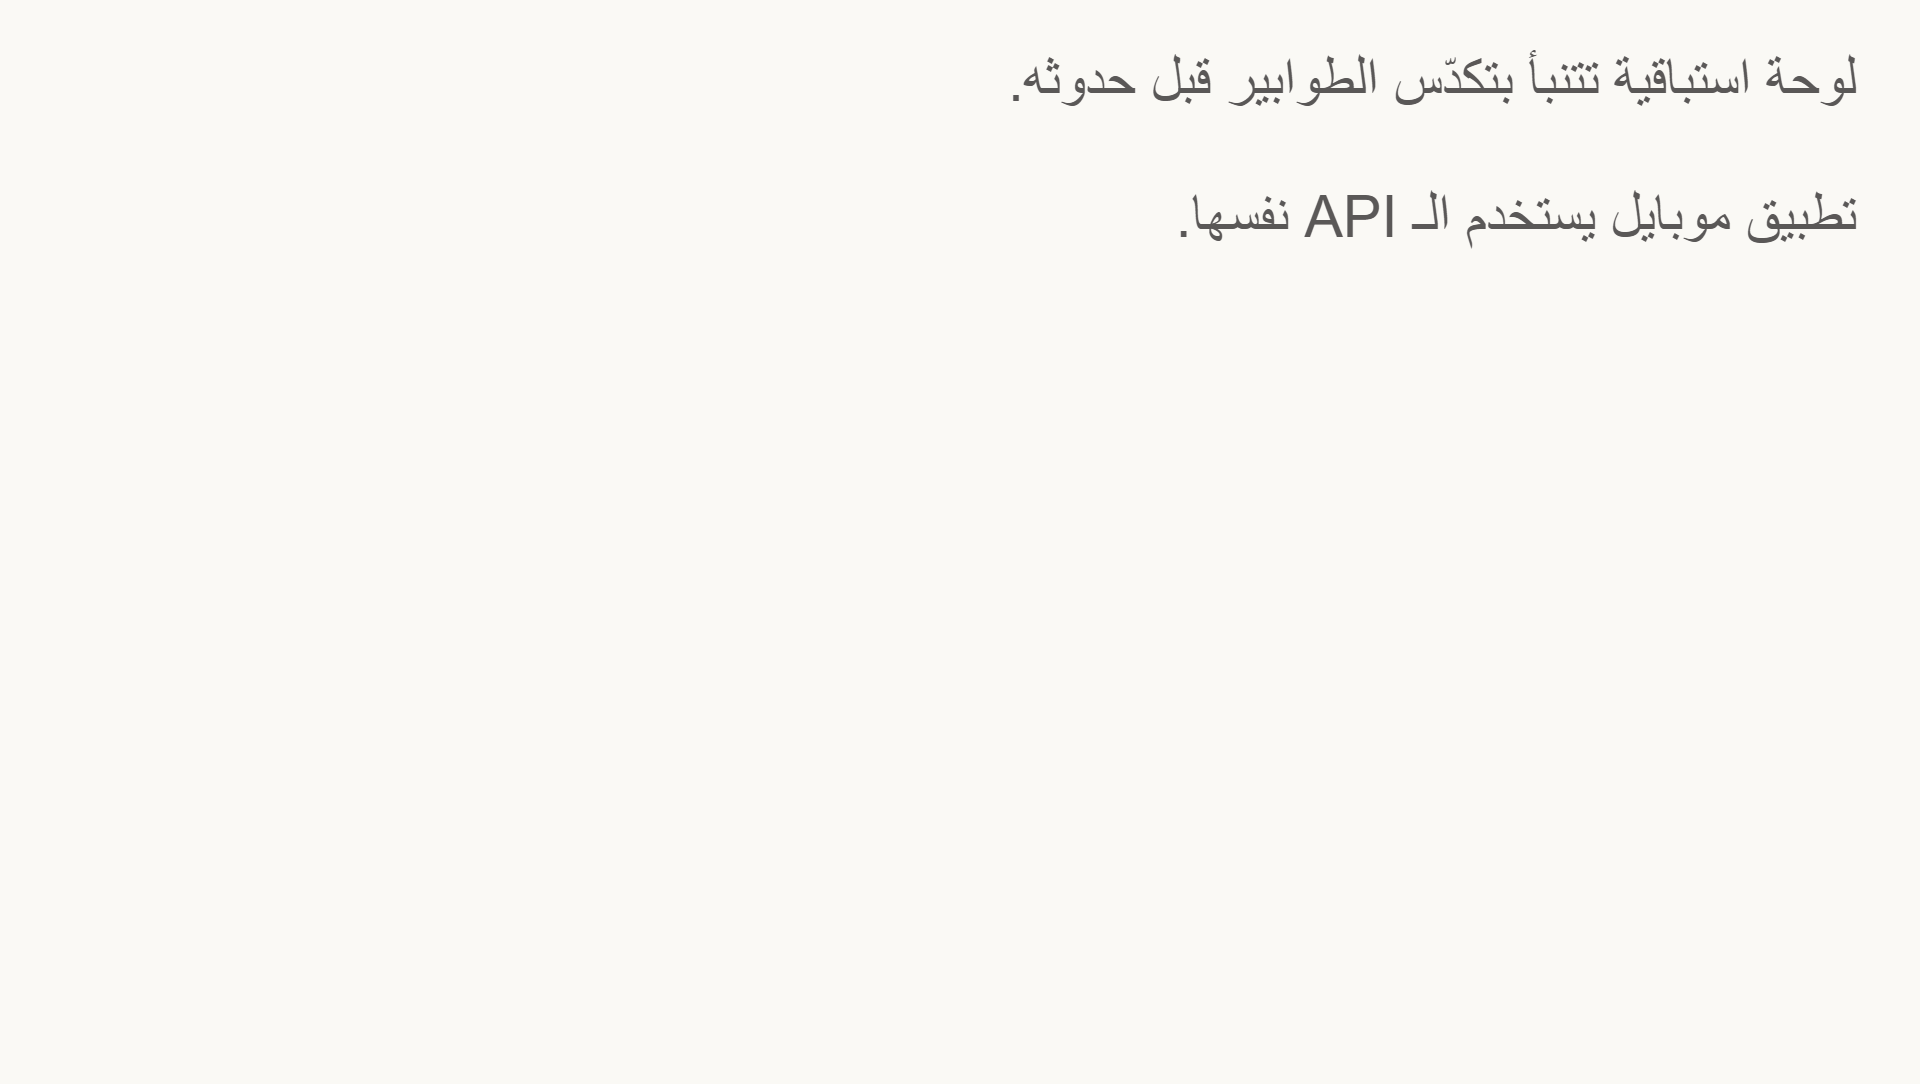 لوحة استباقية تتنبأ بتكدّس الطوابير قبل حدوثه.
تطبيق موبايل يستخدم الـ API نفسها.